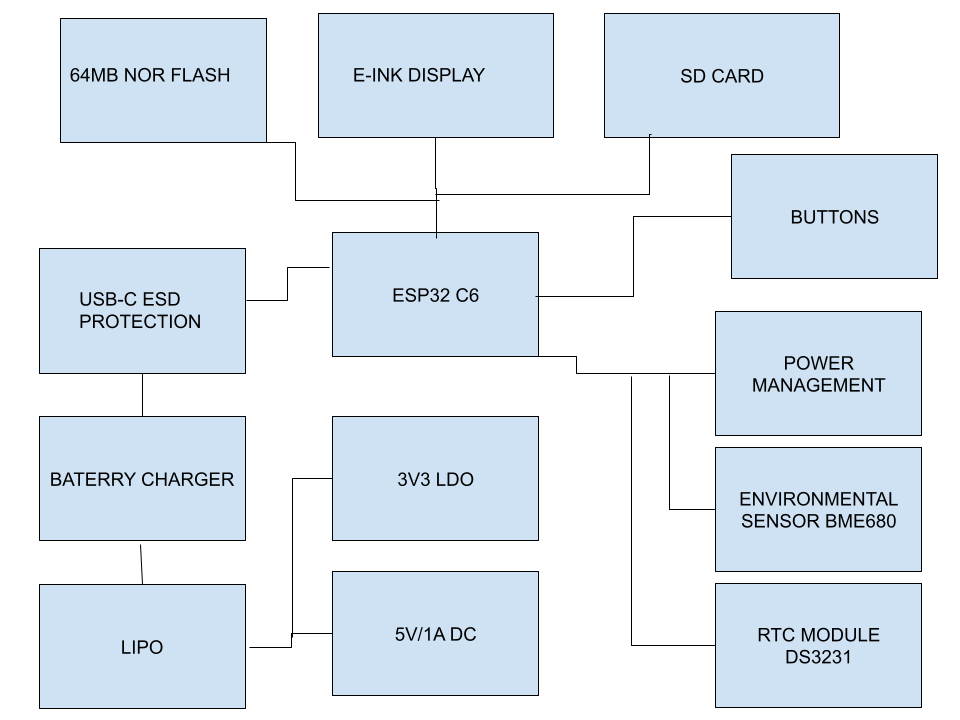 64MB NOR FLASH
E-INK DISPLAY
SD CARD
BUTTONS
USB-C ESD
PROTECTION
ESP32 C6
POWER
MANAGEMENT
BATERRY CHARGER
3V3 LDO
ENVIRONMENTAL
SENSOR BME680
LIPO
5V/1A DC
RTC MODULE
DS3231